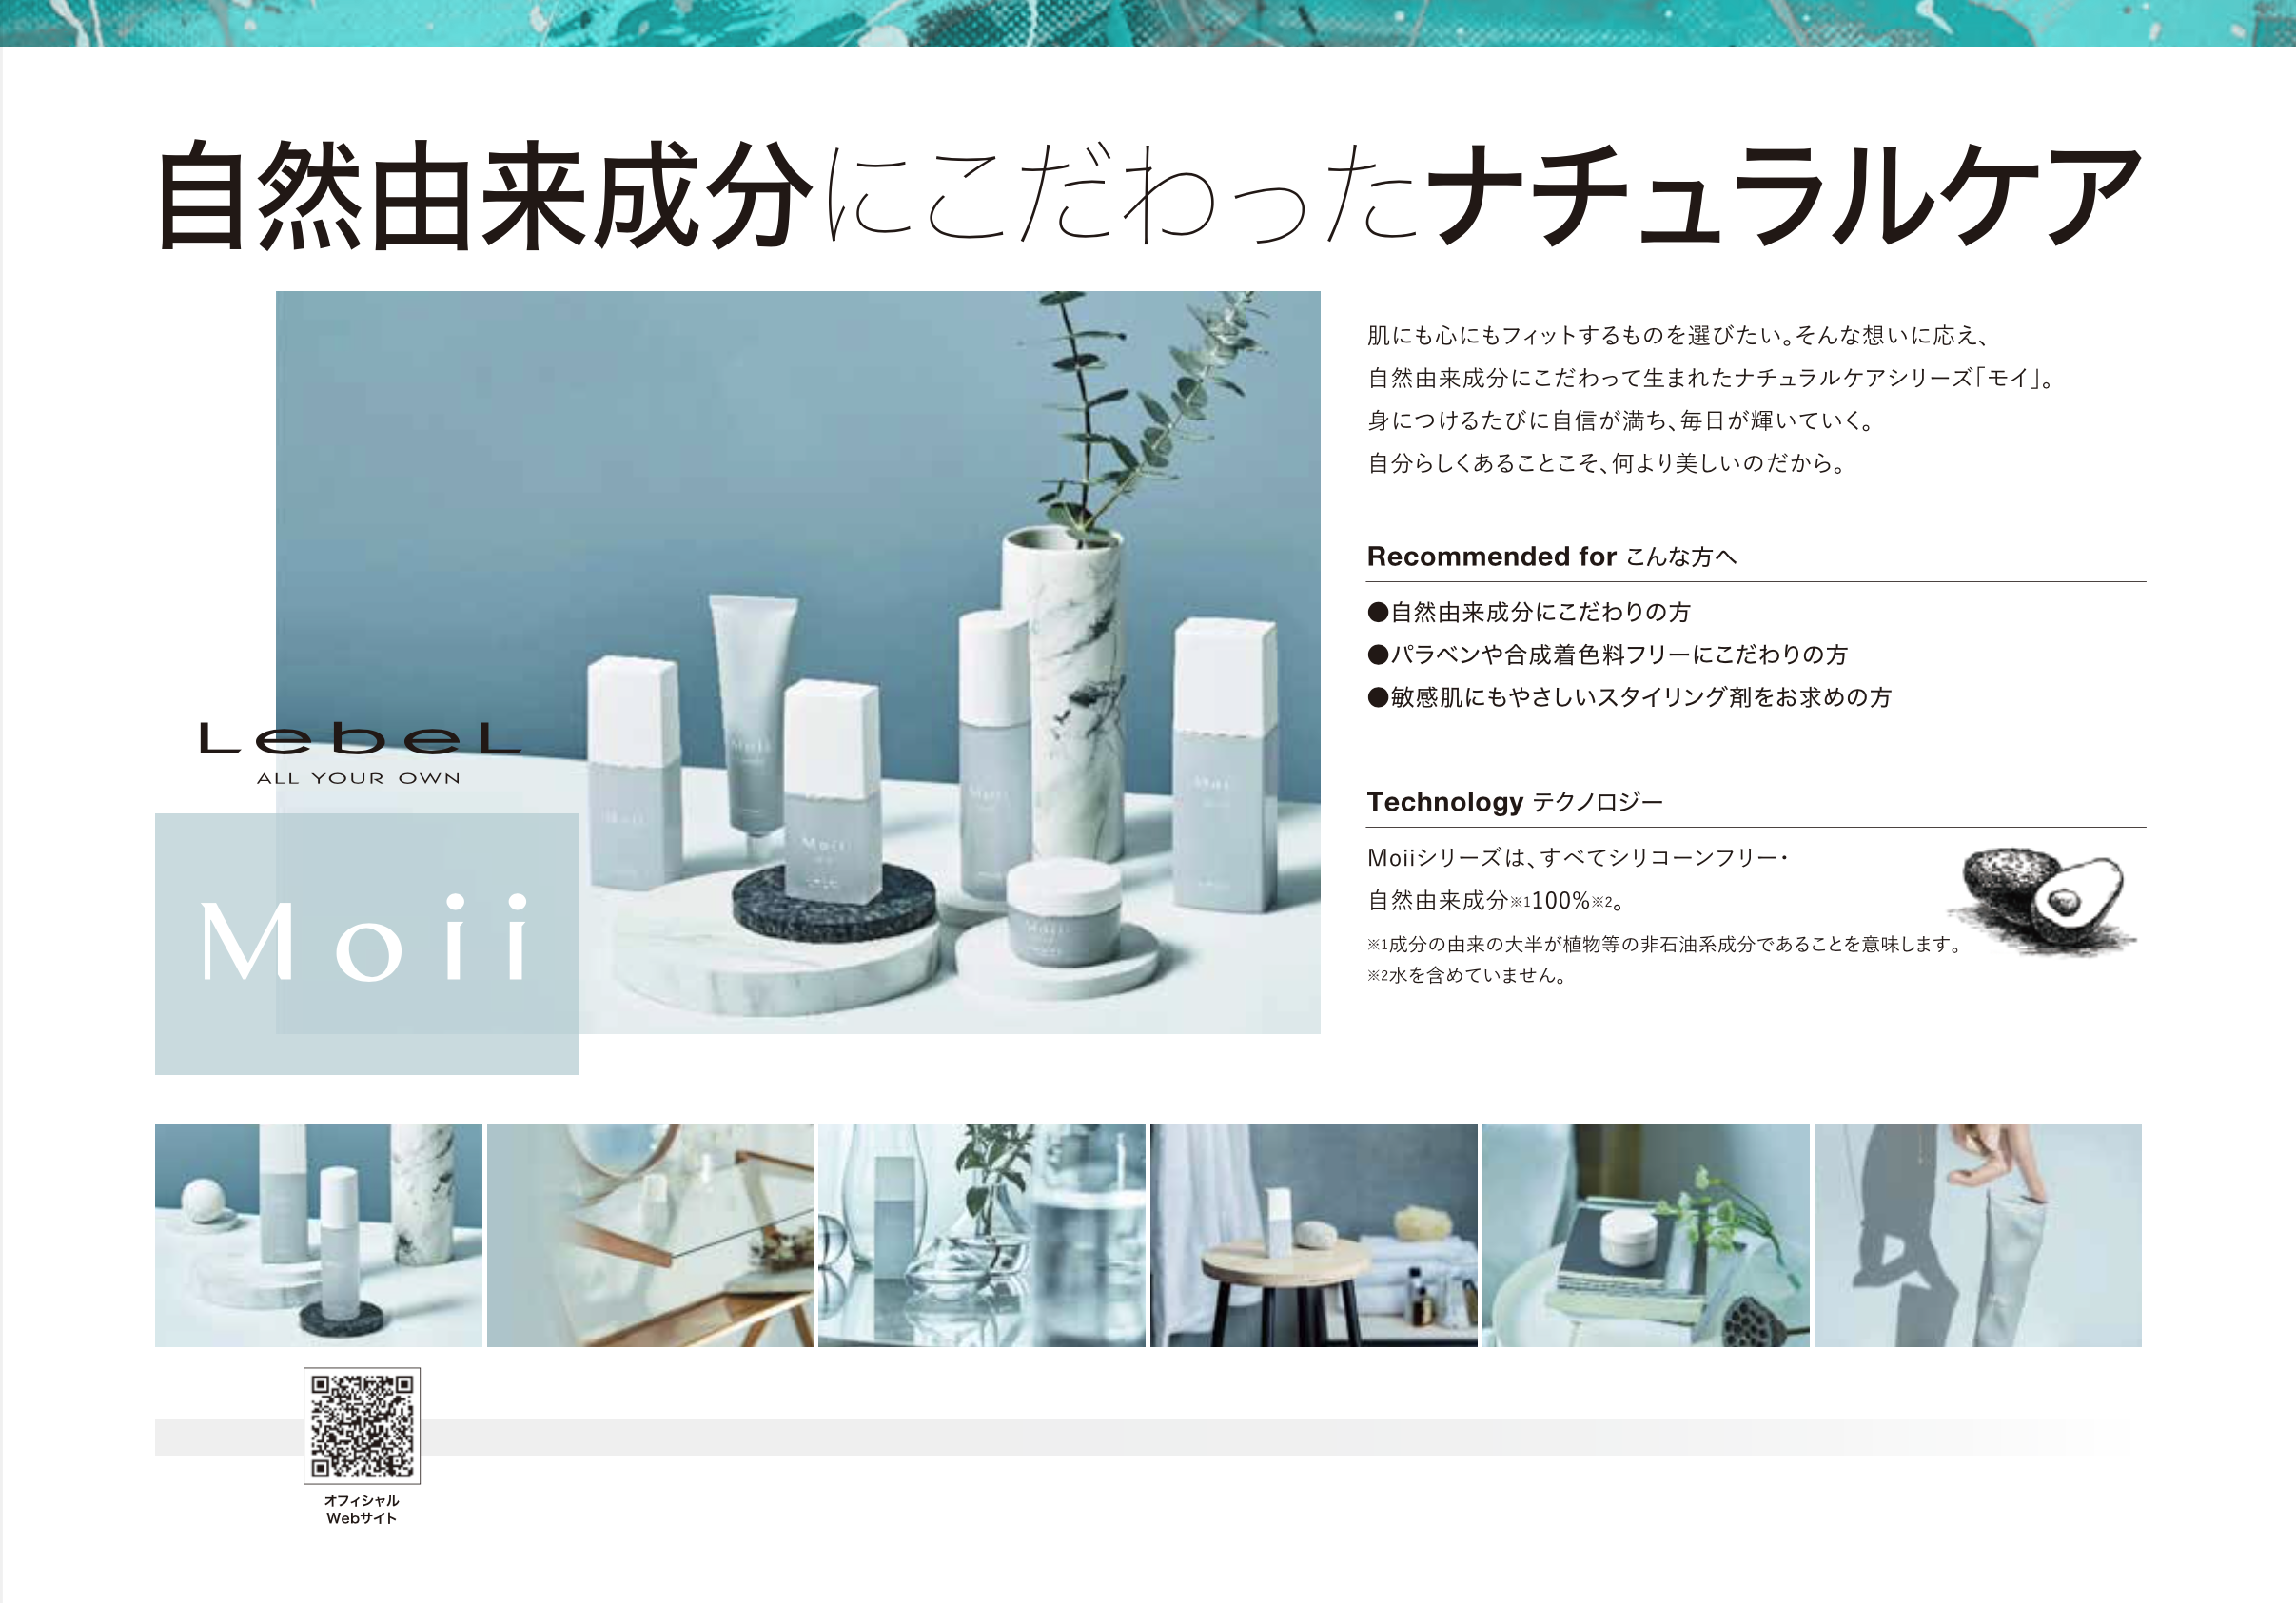 自然由来成分にこだわったナチュラルケア
肌にも心にもフィットするものを選びたい。そんな想いに応え、
自然由来成分にこだわって生まれたナチュラルケアシリーズ「モイ」。
身につけるたびに自信が満ち、毎日が輝いていく。
自分らしくあることこそ、何より美しいのだから。
Recommended for こんな方へ
●自然由来成分にこだわりの方
●パラベンや合成着色料フリーにこだわりの方
●敏感肌にもやさしいスタイリング剤をお求めの方
Technology テクノロジー
Moiiシリーズは、すべてシリコーンフリー・
自然由来成分※1100%※2。
※1成分の由来の大半が植物等の非石油系成分であることを意味します。
※2水を含めていません。
LebeL
ALL YOUR OWN
Moii
Moii
Moii
Moii
Moii
Moii
Moii
オフィシャル
Webサイト